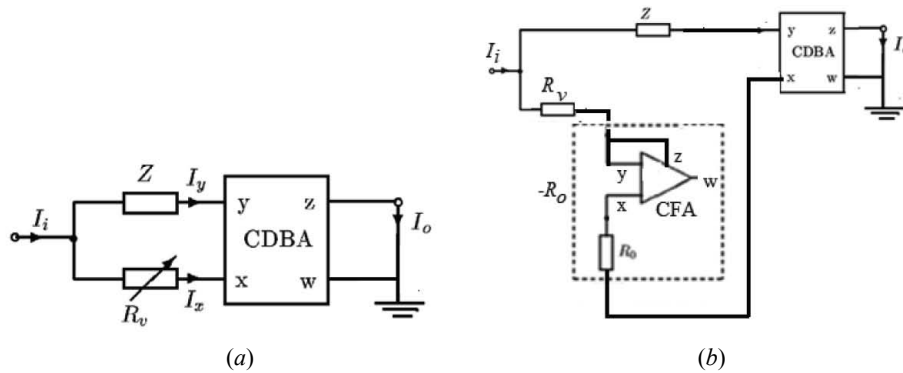 Z
y
z
CDBA
x
w
I_i
I
R_v
y
z
w
x
CFA
-R_o
R_0
Z
I_y
I_i
y
z
CDBA
I_o
x
w
R_v
I_x
(a)
(b)